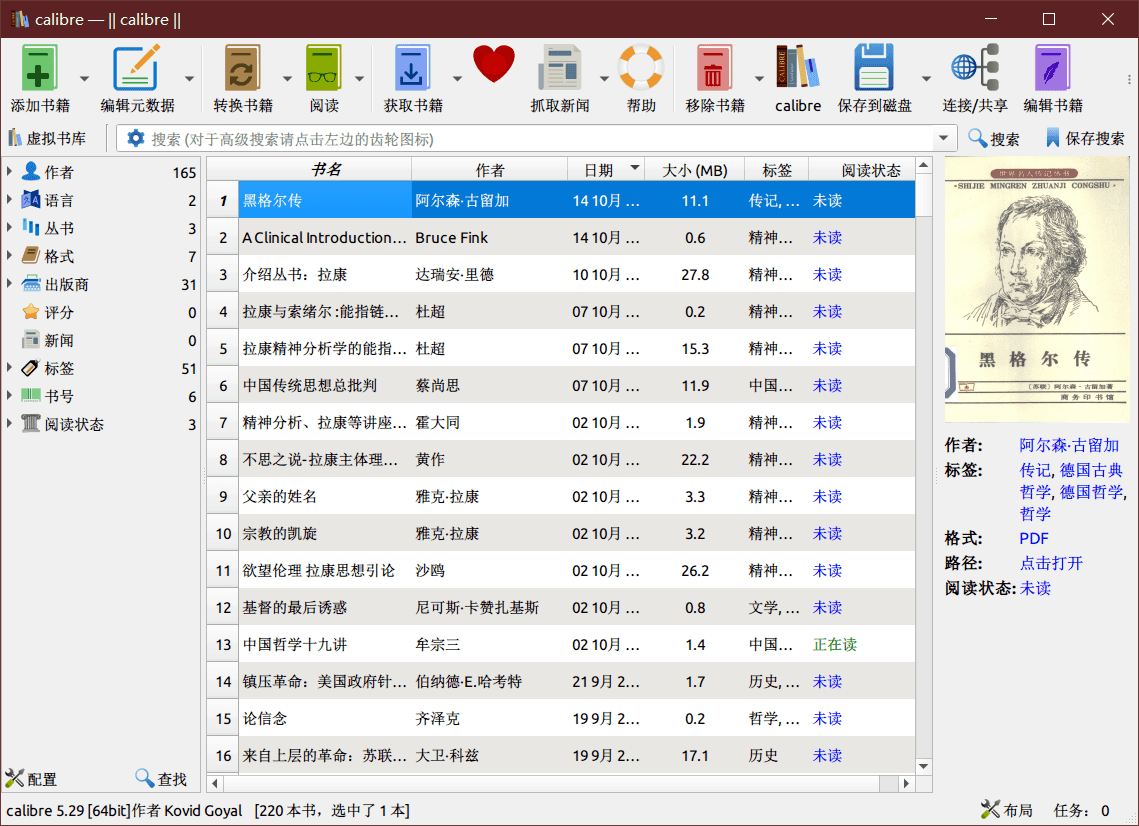 calibre — || calibre ||
添加书籍 编辑元数据 转换书籍 阅读 获取书籍 抓取新闻 帮助 移除书籍 calibre 保存到磁盘 连接/共享 编辑书籍
虚拟书库 搜索 (对于高级搜索请点击左边的齿轮图标) 搜索 保存搜索
作者 165
语言 2
丛书 3
格式 7
出版商 31
评分 0
新闻 0
标签 51
书号 6
阅读状态 3
配置 查找
书名 作者 日期 大小 (MB) 标签 阅读状态
1 黑格尔传 阿尔森·古留加 14 10月 ... 11.1 传记, ... 未读
2 A Clinical Introduction... Bruce Fink 14 10月 ... 0.6 精神... 未读
3 介绍丛书：拉康 达瑞安·里德 10 10月 ... 27.8 精神... 未读
4 拉康与索绪尔 :能指链... 杜超 07 10月 ... 0.2 精神... 未读
5 拉康精神分析学的能指... 杜超 07 10月 ... 15.3 精神... 未读
6 中国传统思想总批判 蔡尚思 07 10月 ... 11.9 中国... 未读
7 精神分析、拉康等讲座... 霍大同 02 10月 ... 1.9 精神... 未读
8 不思之说-拉康主体理... 黄作 02 10月 ... 22.2 精神... 未读
9 父亲的姓名 雅克·拉康 02 10月 ... 3.3 精神... 未读
10 宗教的凯旋 雅克·拉康 02 10月 ... 3.2 精神... 未读
11 欲望伦理 拉康思想引论 沙鸥 02 10月 ... 26.2 精神... 未读
12 基督的最后诱惑 尼可斯·卡赞扎基斯 02 10月 ... 0.8 文学, ... 未读
13 中国哲学十九讲 牟宗三 02 10月 ... 1.4 中国... 正在读
14 镇压革命：美国政府针... 伯纳德·E.哈考特 21 9月 2... 1.7 历史, ... 未读
15 论信念 齐泽克 19 9月 2... 0.2 哲学, ... 未读
16 来自上层的革命：苏联... 大卫·科兹 19 9月 2... 17.1 历史 未读
世界名人传记丛书
·SHIJIE MINGREN ZHUANJI CONGSHU·
黑格尔传
〔苏联〕阿尔森·古留加著
商务印书馆
作者: 阿尔森·古留加
标签: 传记, 德国古典
哲学, 德国哲学,
哲学
格式: PDF
路径: 点击打开
阅读状态: 未读
calibre 5.29 [64bit]作者 Kovid Goyal [220 本书，选中了 1 本] 布局 任务： 0